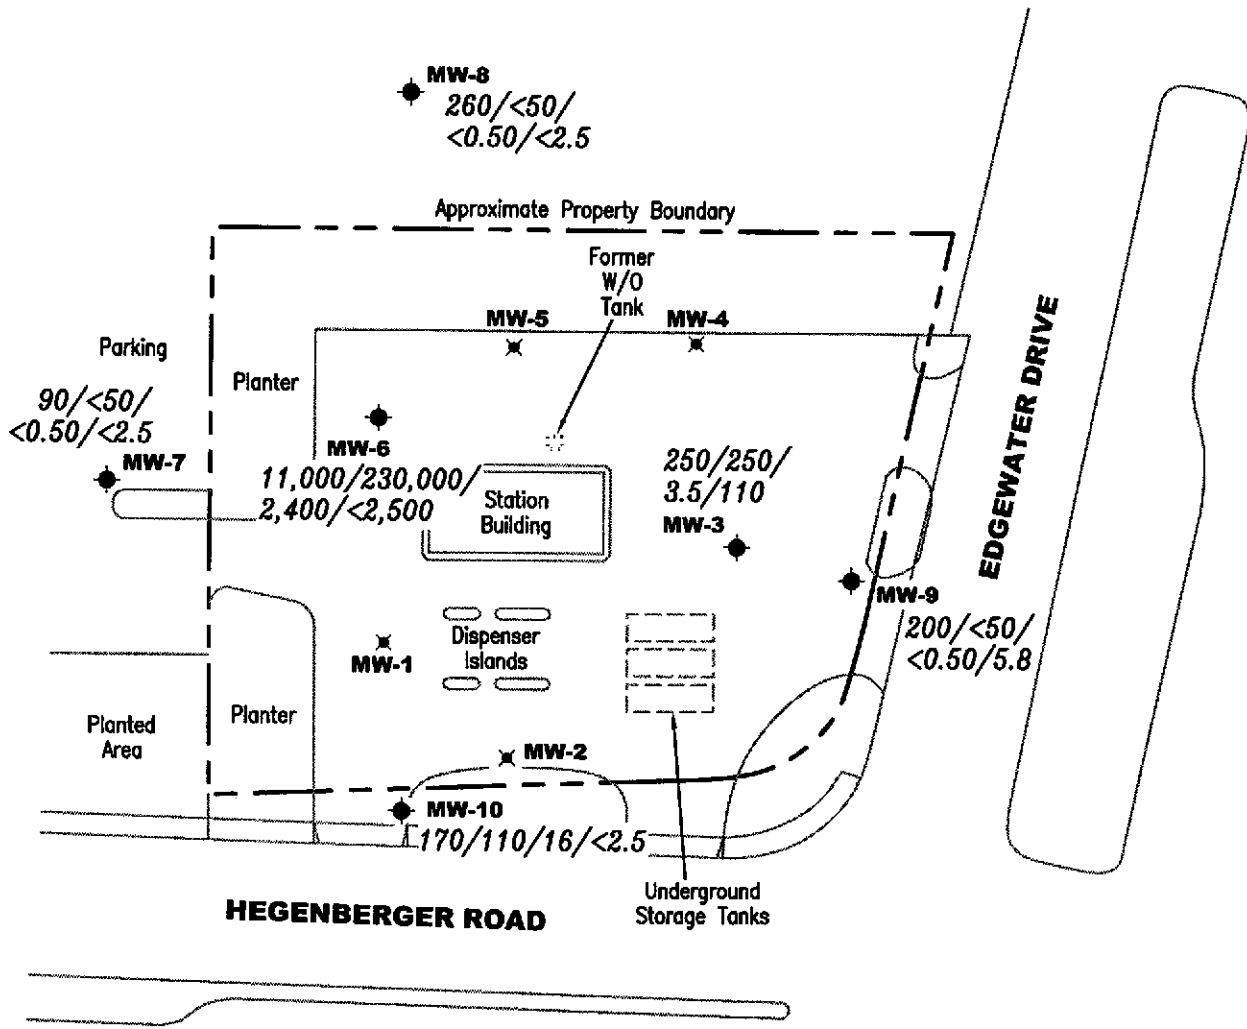 MW-8
260/<50/
<0.50/<2.5
Approximate Property Boundary
Former
W/O
Tank
MW-5
MW-4
Parking
Planter
90/<50/
<0.50/<2.5
MW-7
MW-6
11,000/230,000/
2,400/<2,500
Station
Building
250/250/
3.5/110
MW-3
EDGEWATER DRIVE
MW-9
200/<50/
<0.50/5.8
MW-1
Dispenser
Islands
Planted
Area
Planter
MW-2
MW-10
170/110/16/<2.5
Underground
Storage Tanks
HEGENBERGER ROAD